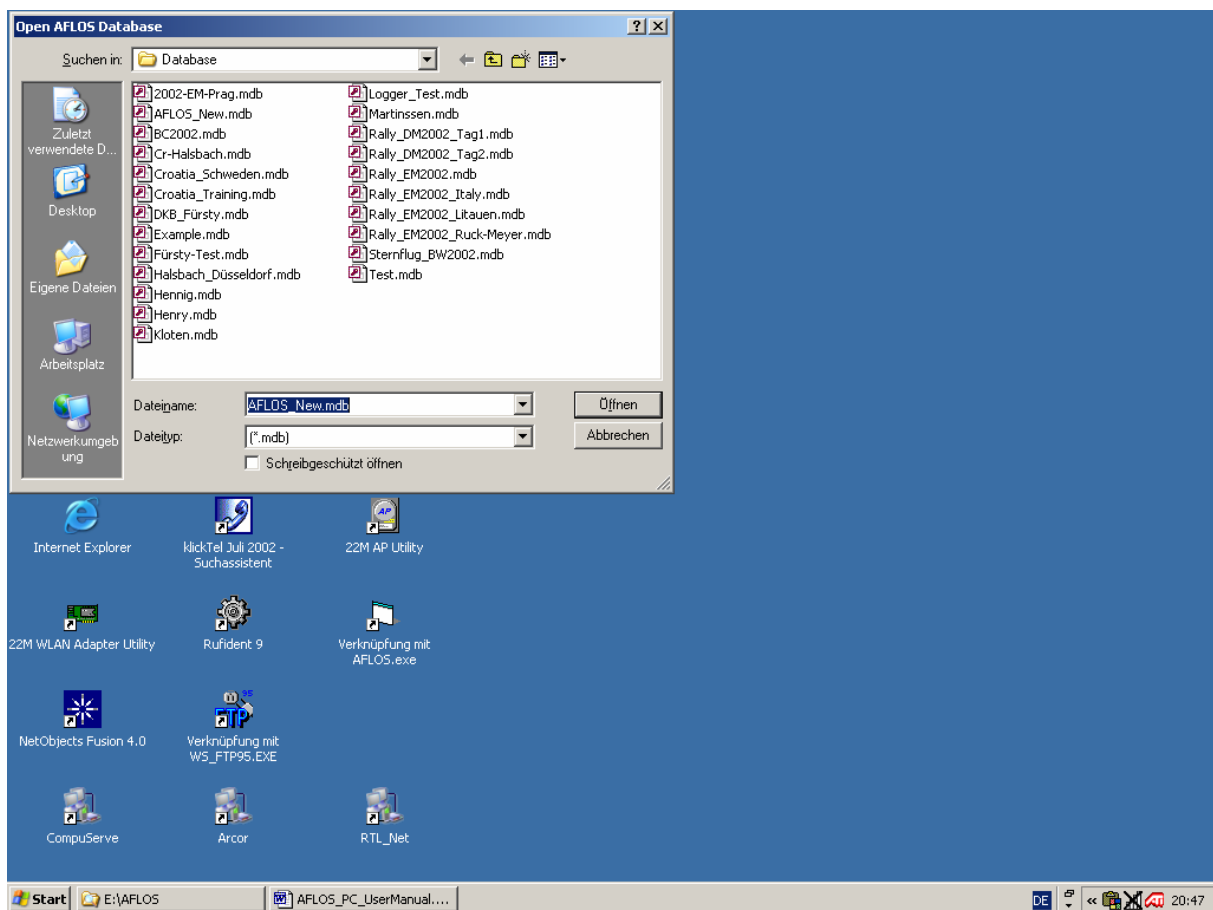 Open AFLOS Database
Suchen in:
Database
Zuletzt
verwendete D...
Desktop
Eigene Dateien
Arbeitsplatz
Netzwerkumgeb
ung
2002-EM-Prag.mdb
AFLOS_New.mdb
BC2002.mdb
Cr-Halsbach.mdb
Croatia_Schweden.mdb
Croatia_Training.mdb
DKB_Fürsty.mdb
Example.mdb
Fürsty-Test.mdb
Halsbach_Düsseldorf.mdb
Hennig.mdb
Henry.mdb
Kloten.mdb
Logger_Test.mdb
Martinssen.mdb
Rally_DM2002_Tag1.mdb
Rally_DM2002_Tag2.mdb
Rally_EM2002.mdb
Rally_EM2002_Italy.mdb
Rally_EM2002_Litauen.mdb
Rally_EM2002_Ruck-Meyer.mdb
Sternflug_BW2002.mdb
Test.mdb
Dateiname:
AFLOS_New.mdb
Öffnen
Dateityp:
(*.mdb)
Abbrechen
Schreibgeschützt öffnen
Internet Explorer
klickTel Juli 2002 -
Suchassistent
AP
22M AP Utility
22M WLAN Adapter Utility
Rufident 9
Verknüpfung mit
AFLOS.exe
NetObjects Fusion 4.0
95
FTP
Verknüpfung mit
WS_FTP95.EXE
CompuServe
Arcor
RTL_Net
Start
E:\AFLOS
AFLOS_PC_UserManual....
DE
20:47